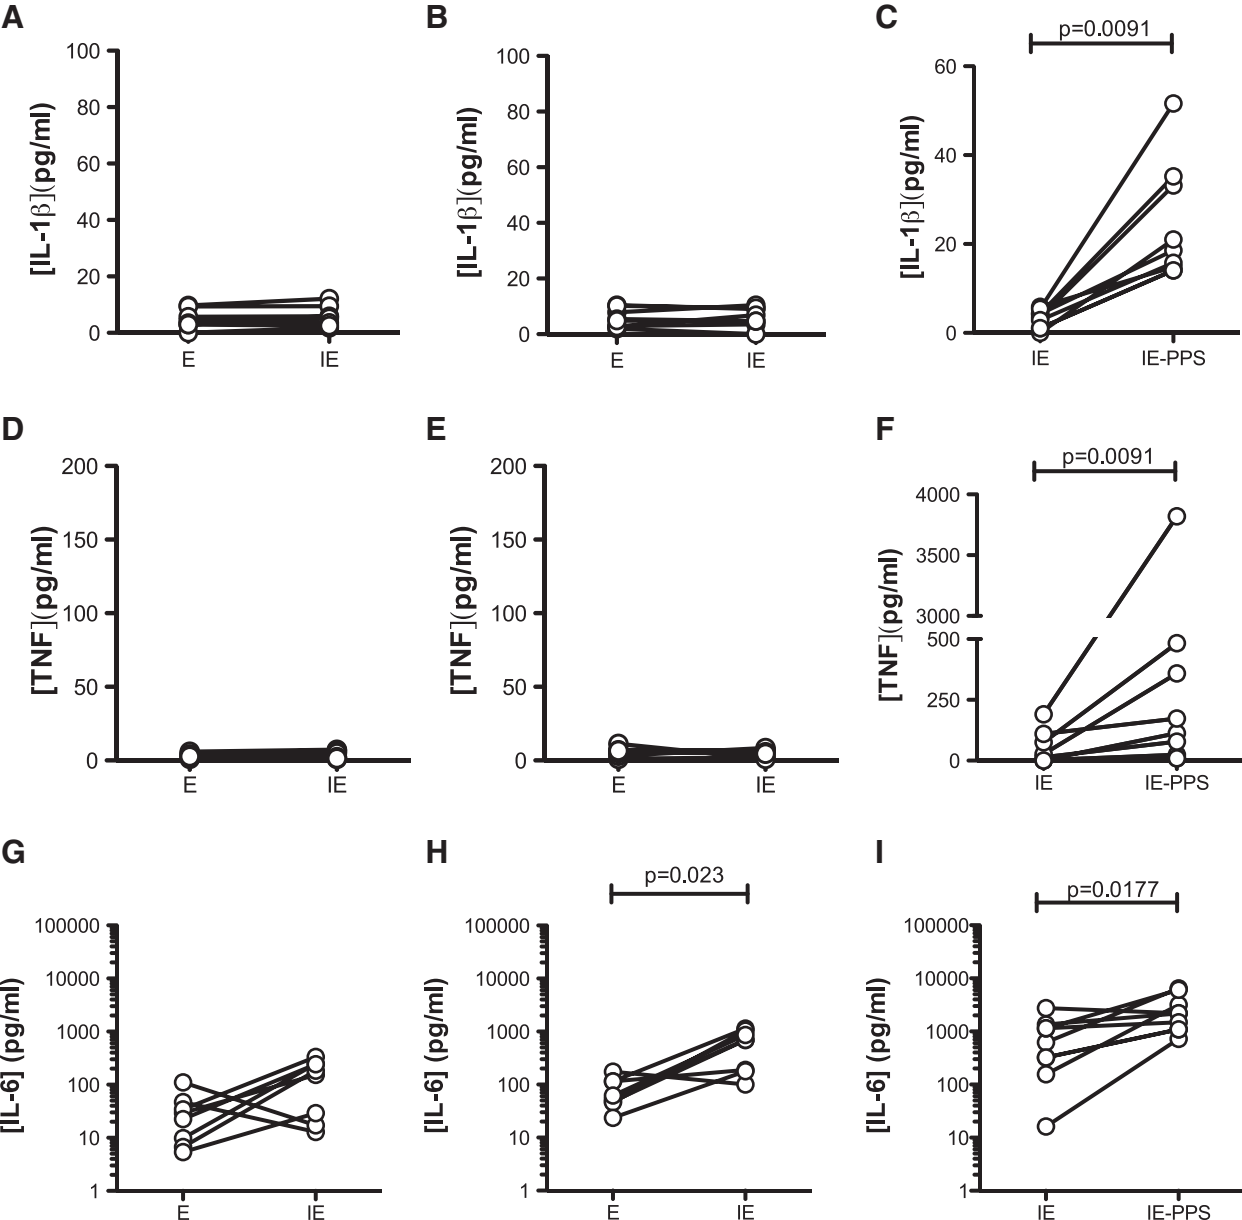 A
[IL-1β](pg/ml)
100
80
60
40
20
0
E IE
B
[IL-1β](pg/ml)
100
80
60
40
20
0
E IE
C
p=0.0091
[IL-1β](pg/ml)
60
40
20
0
IE IE-PPS
D
[TNF](pg/ml)
200
150
100
50
0
E IE
E
[TNF](pg/ml)
200
150
100
50
0
E IE
F
p=0.0091
[TNF](pg/ml)
4000
3500
3000
500
250
0
IE IE-PPS
G
[IL-6] (pg/ml)
100000
10000
1000
100
10
1
E IE
H
p=0.023
[IL-6] (pg/ml)
100000
10000
1000
100
10
1
E IE
I
p=0.0177
[IL-6] (pg/ml)
100000
10000
1000
100
10
1
IE IE-PPS